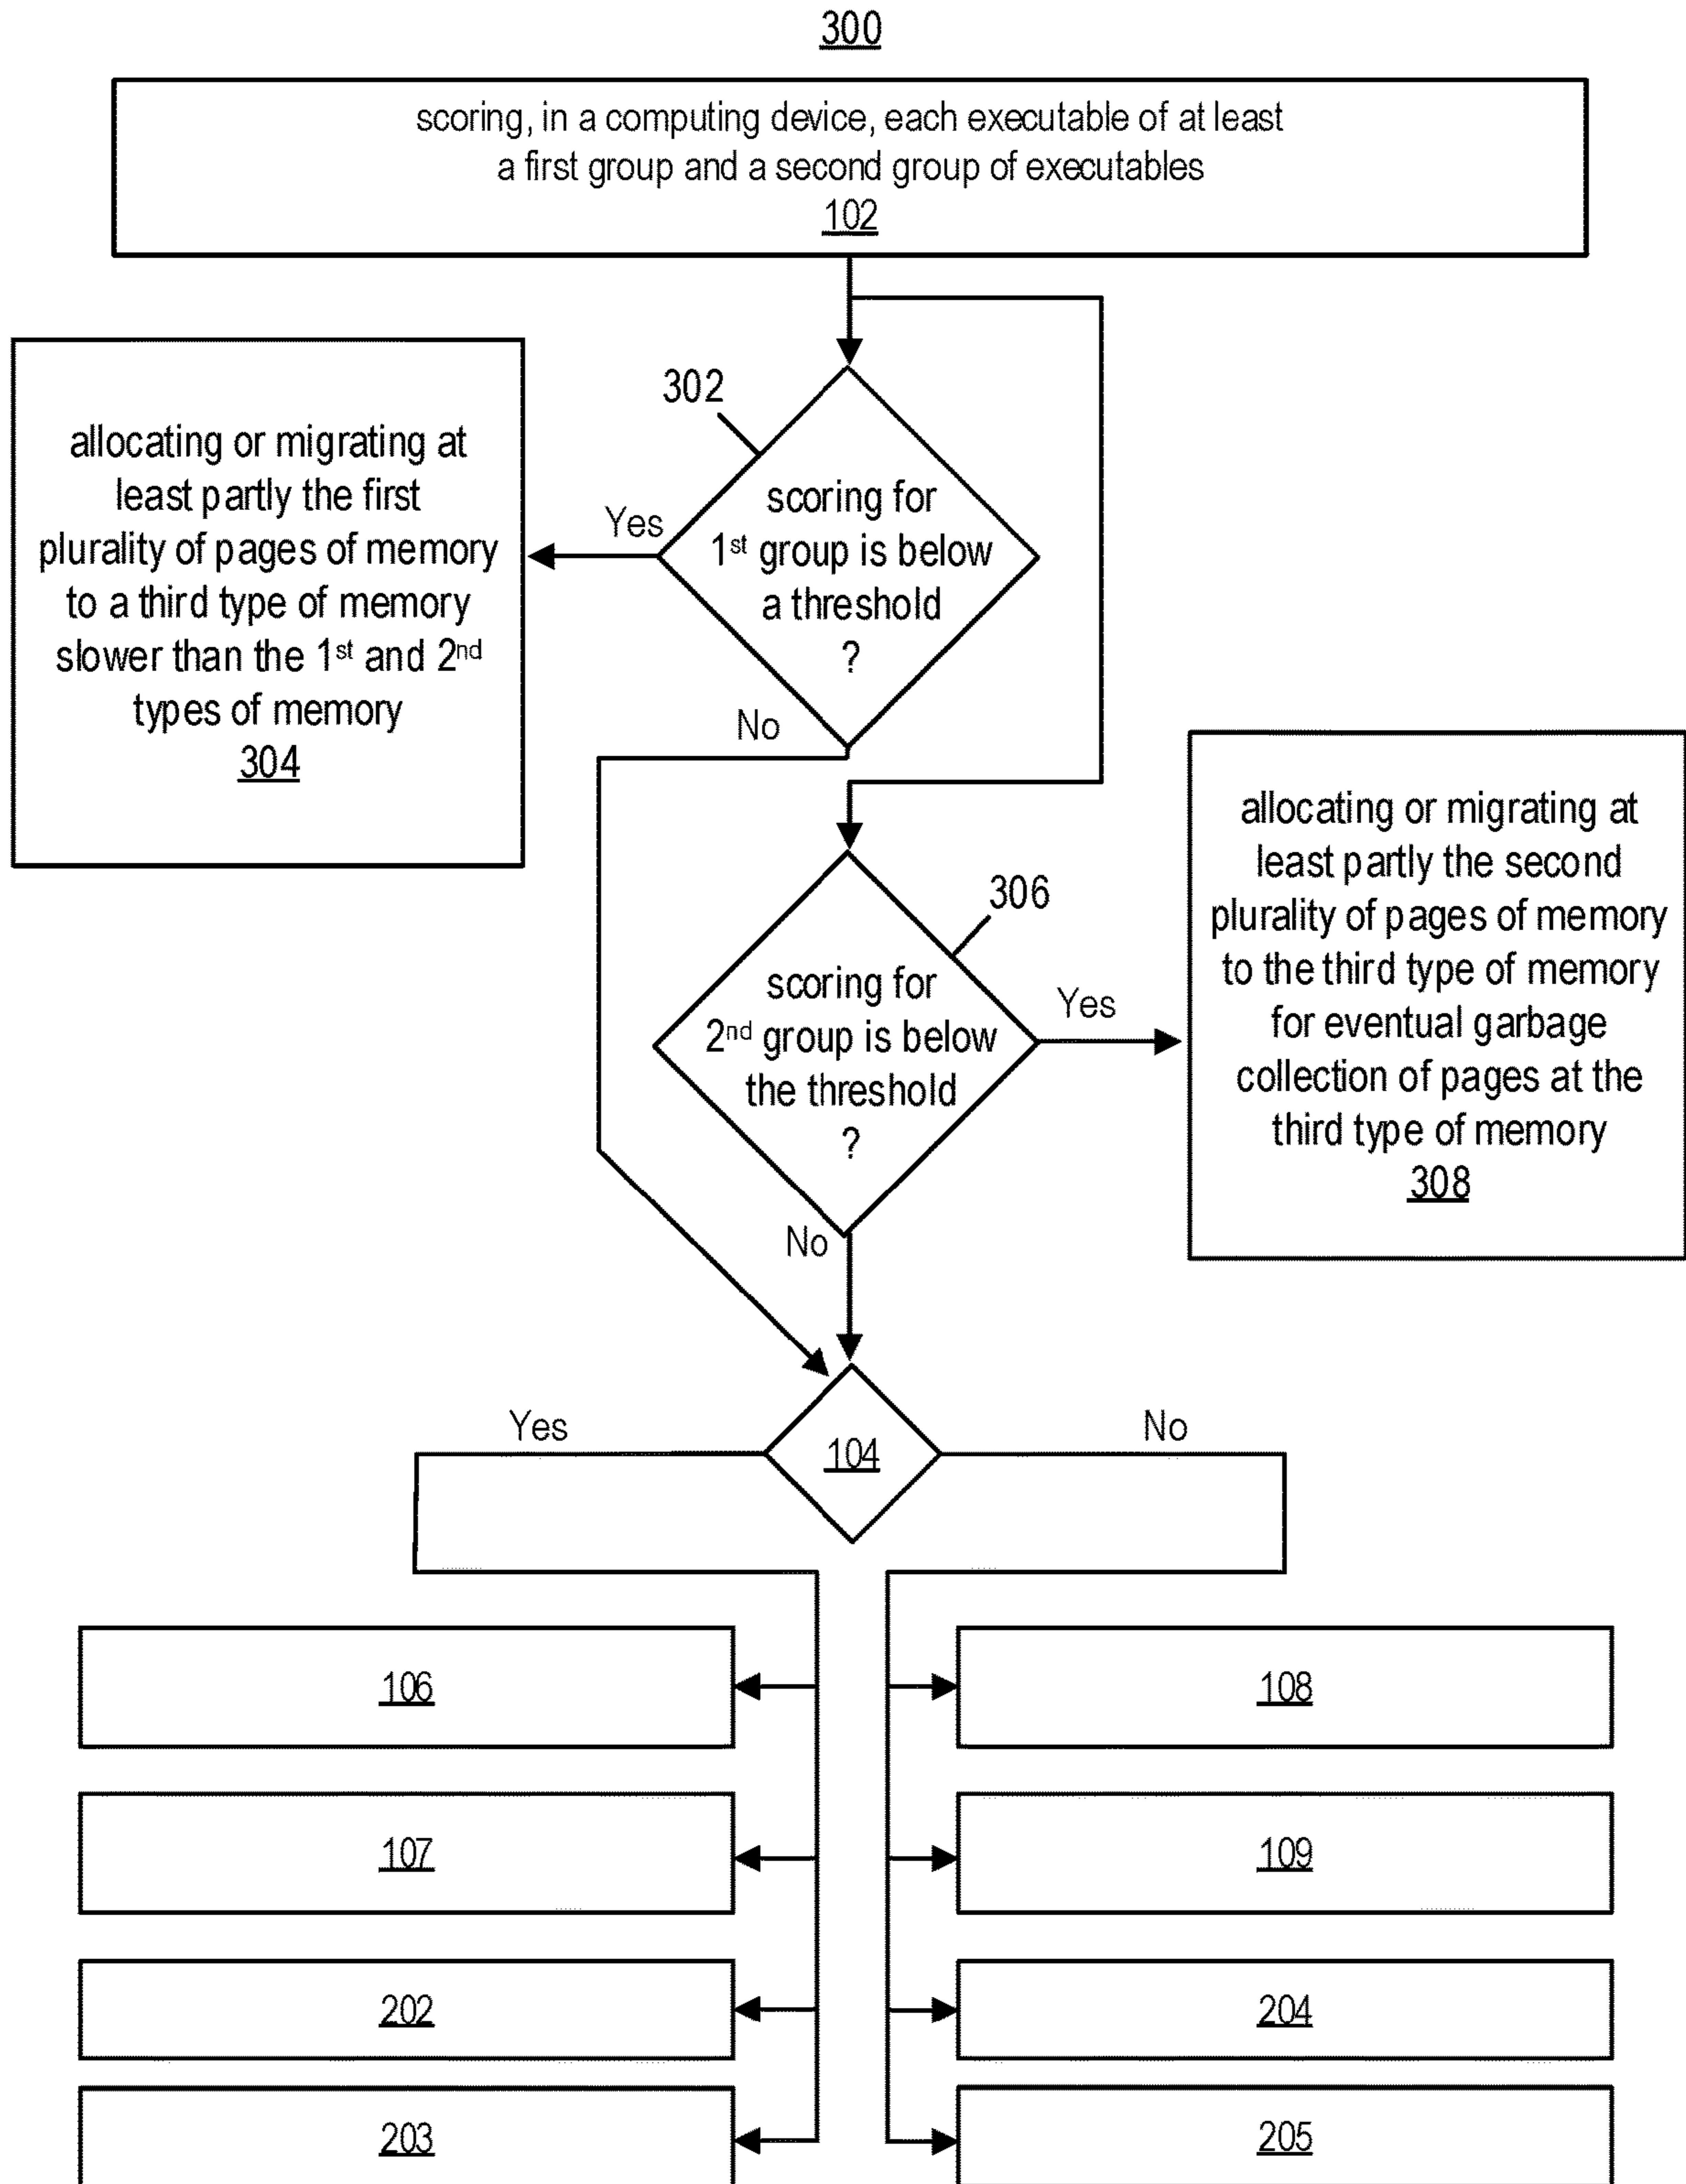 300
scoring, in a computing device, each executable of at least
a first group and a second group of executables
102
302
allocating or migrating at
least partly the first
plurality of pages of memory
to a third type of memory
slower than the 1st and 2nd
types of memory
304
Yes
scoring for
1st group is below
a threshold
?
No
306
scoring for
2nd group is below
the threshold
?
Yes
allocating or migrating at
least partly the second
plurality of pages of memory
to the third type of memory
for eventual garbage
collection of pages at the
third type of memory
308
No
Yes
104
No
106
108
107
109
202
204
203
205